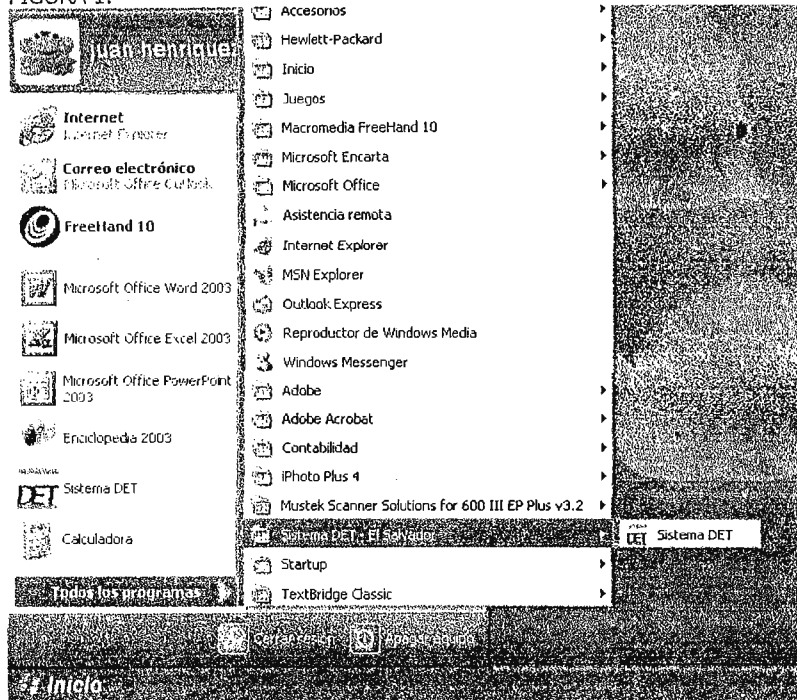 FIGURA 1.
juan henriquez
Internet
Internet Explorer
Correo electrónico
Microsoft Office Outlook
FreeHand 10
Microsoft Office Word 2003
Microsoft Office Excel 2003
Microsoft Office PowerPoint
2003
Enciclopedia 2003
DET Sistema DET
Calculadora
Todos los programas
Accesorios
Hewlett-Packard
Inicio
Juegos
Macromedia FreeHand 10
Microsoft Encarta
Microsoft Office
Asistencia remota
Internet Explorer
MSN Explorer
Outlook Express
Reproductor de Windows Media
Windows Messenger
Adobe
Adobe Acrobat
Contabilidad
iPhoto Plus 4
Mustek Scanner Solutions for 600 III EP Plus v3.2
Sistema DET - El Salvador
Startup
TextBridge Classic
DET Sistema DET
Cerrar sesión
Apagar equipo
Inicio